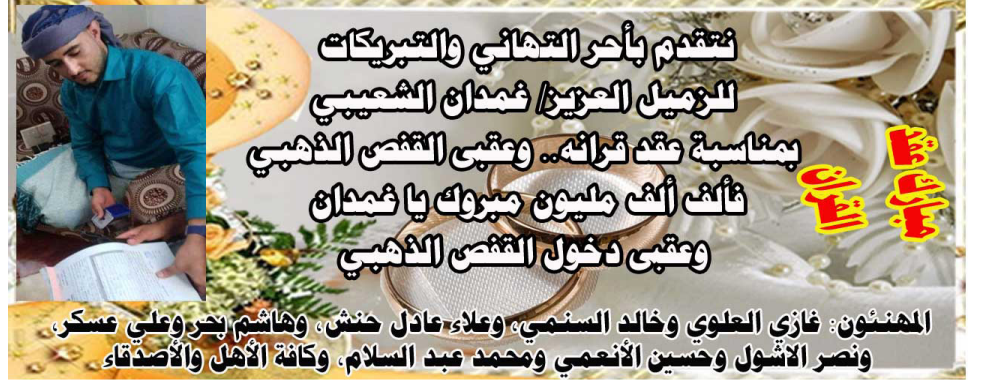 نتقدم بأحر التهاني والتبريكات
للزميل العزيز/ غمدان الشعيبي
بمناسبة عقد قرانه.. وعقبى القفص الذهبي
فألف ألف مليون مبروك يا غمدان
وعقبى دخول القفص الذهبي
مبارك عقد
القران
المهنئون: غازي العلوي وخالد السنمي، وعلاء عادل حنش، وهاشم بحر وعلي عسكر،
ونصر الاشول وحسين الأنعمي ومحمد عبد السلام، وكافة الأهل والأصدقاء